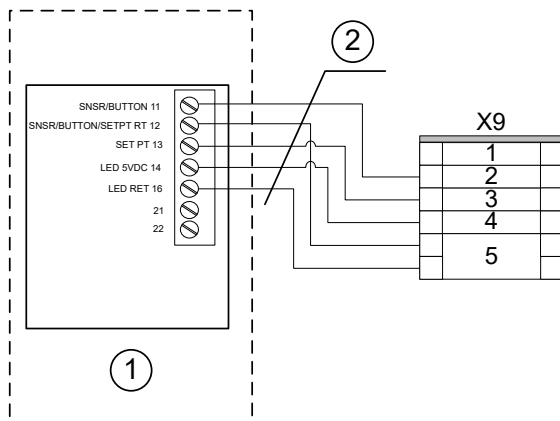 2
SNSR/BUTTON 11
SNSR/BUTTON/SETPT RT 12
SET PT 13
LED 5VDC 14
LED RET 16
21
22
X9
1
2
3
4
5
1